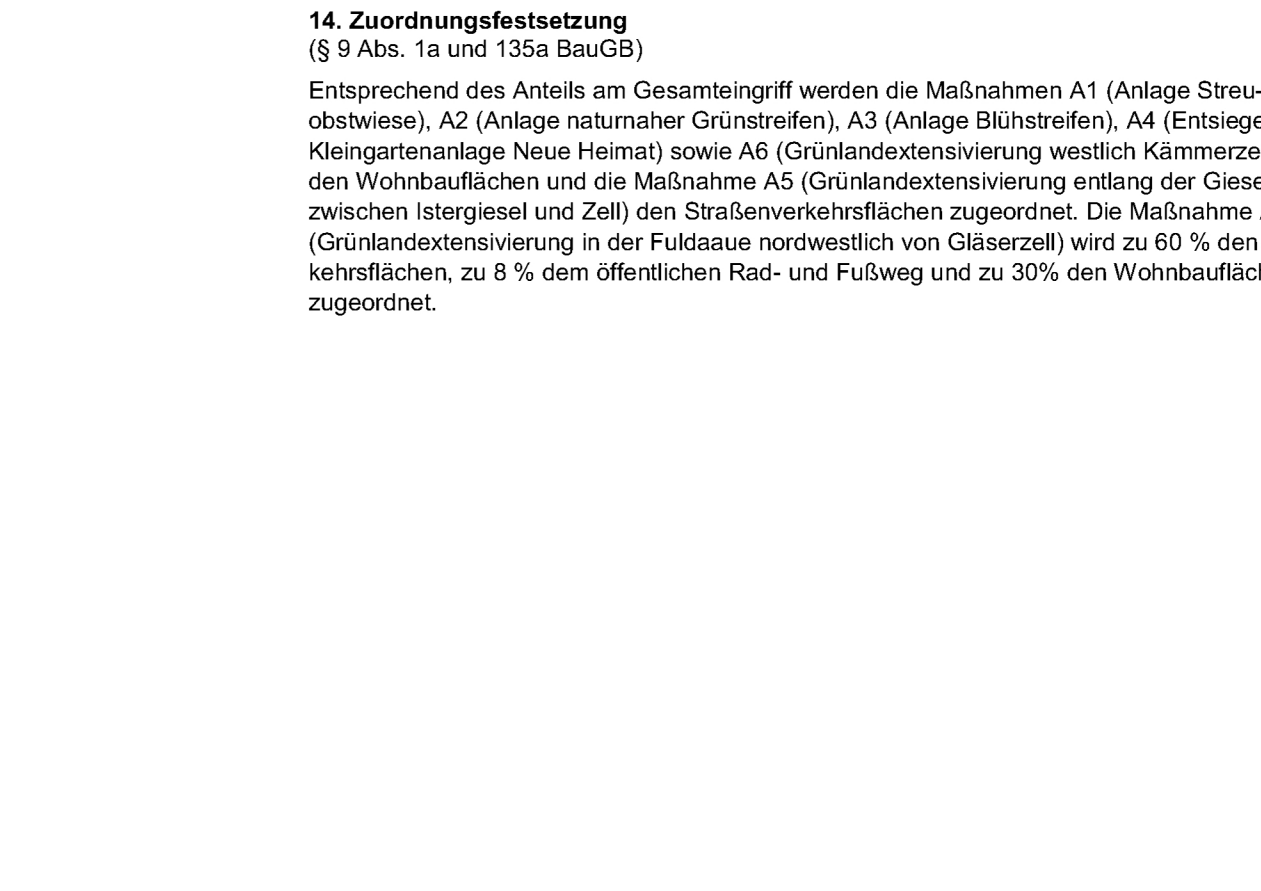 14. Zuordnungsfestsetzung
(§ 9 Abs. 1a und 135a BauGB)
Entsprechend des Anteils am Gesamteingriff werden die Maßnahmen A1 (Anlage Streu-
obstwiese), A2 (Anlage naturnaher Grünstreifen), A3 (Anlage Blühstreifen), A4 (Entsiege
Kleingartenanlage Neue Heimat) sowie A6 (Grünlandextensivierung westlich Kämmerze
den Wohnbauflächen und die Maßnahme A5 (Grünlandextensivierung entlang der Giese
zwischen Istergiesel und Zell) den Straßenverkehrsflächen zugeordnet. Die Maßnahme
(Grünlandextensivierung in der Fuldaaue nordwestlich von Gläserzell) wird zu 60 % den
kehrsflächen, zu 8 % dem öffentlichen Rad- und Fußweg und zu 30% den Wohnbaufläc
zugeordnet.